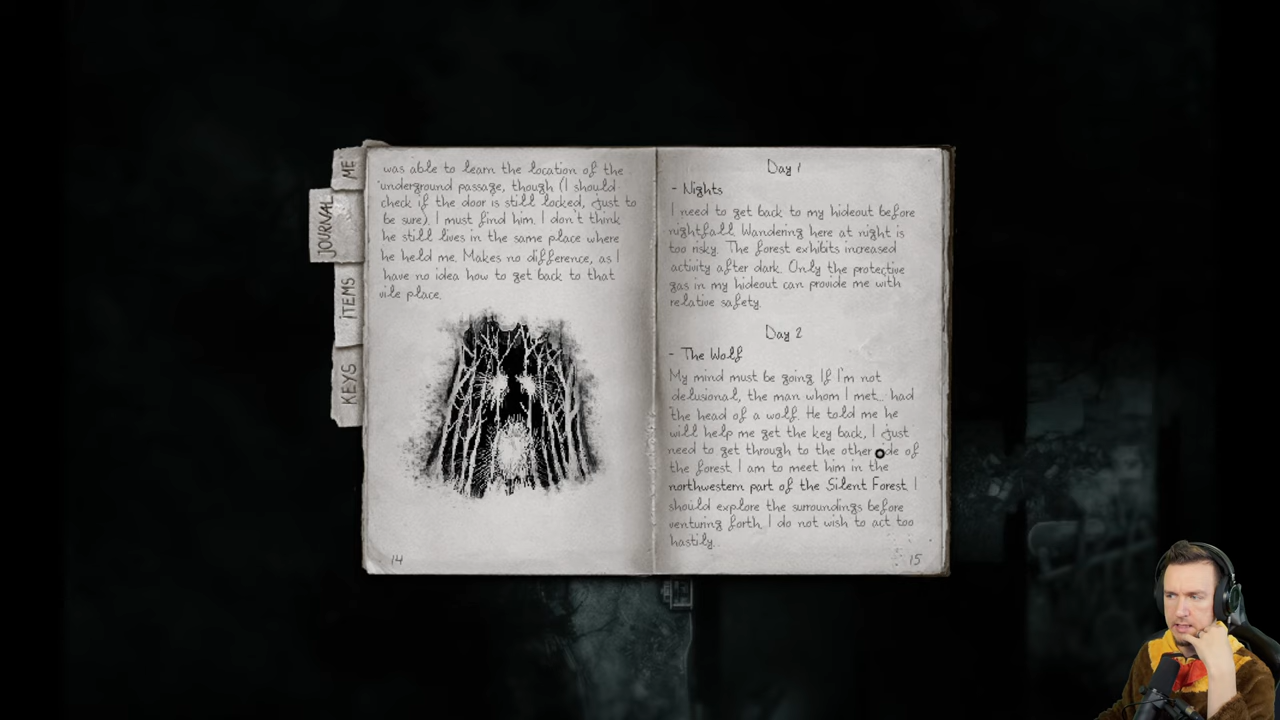 ME
JOURNAL
ITEMS
KEYS
was able to learn the location of the
underground passage, though (I should
check if the door is still locked, just to
be sure). I must find him. I don't think
he still lives in the same place where
he held me. Makes no difference, as I
have no idea how to get back to that
vile place.
14
Day 1
- Nights
I need to get back to my hideout before
nightfall. Wandering here at night is
too risky. The forest exhibits increased
activity after dark. Only the protective
gas in my hideout can provide me with
relative safety.
Day 2
- The Wolf
My mind must be going. If I'm not
delusional, the man whom I met... had
the head of a wolf. He told me he
will help me get the key back, I just
need to get through to the other ide of
the forest. I am to meet him in the
northwestern part of the Silent Forest. I
should explore the surroundings before
venturing forth. I do not wish to act too
hastily.
15